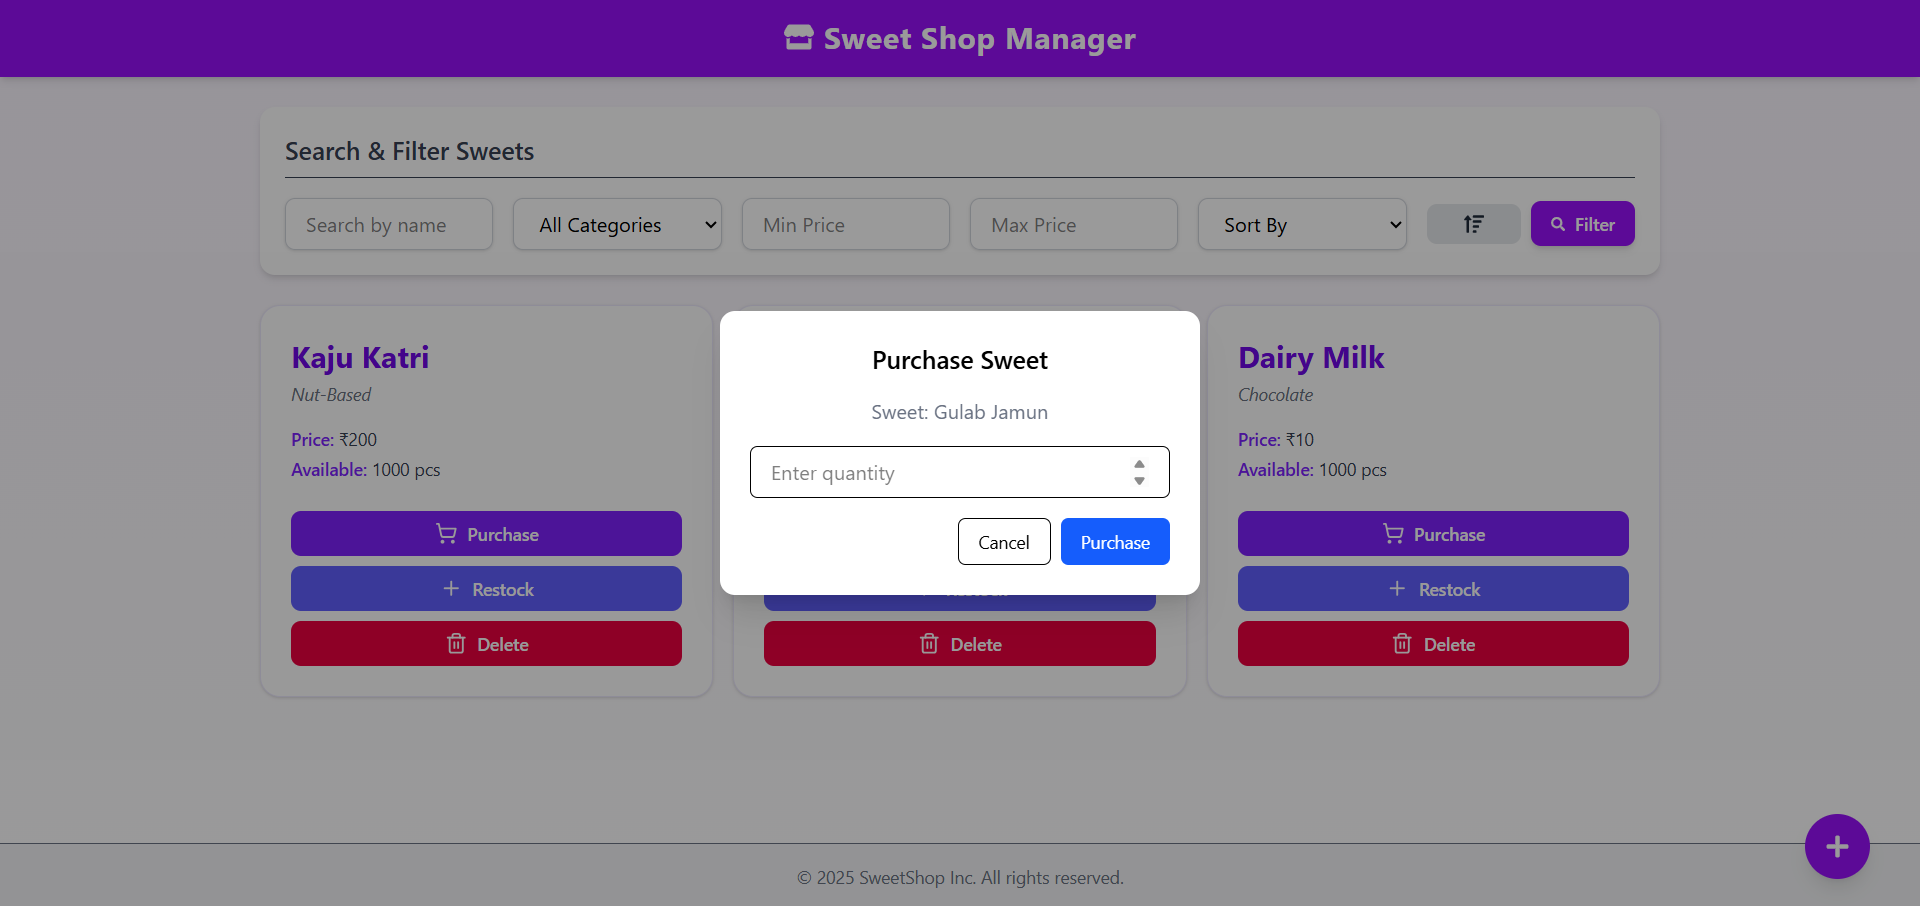 Sweet Shop Manager
Search & Filter Sweets
Search by name
All Categories
Min Price
Max Price
Sort By
Filter
Kaju Katri
Nut-Based
Price: ₹200
Available: 1000 pcs
Purchase
Restock
Delete
Purchase Sweet
Sweet: Gulab Jamun
Enter quantity
Cancel
Purchase
Delete
Dairy Milk
Chocolate
Price: ₹10
Available: 1000 pcs
Purchase
Restock
Delete
© 2025 SweetShop Inc. All rights reserved.